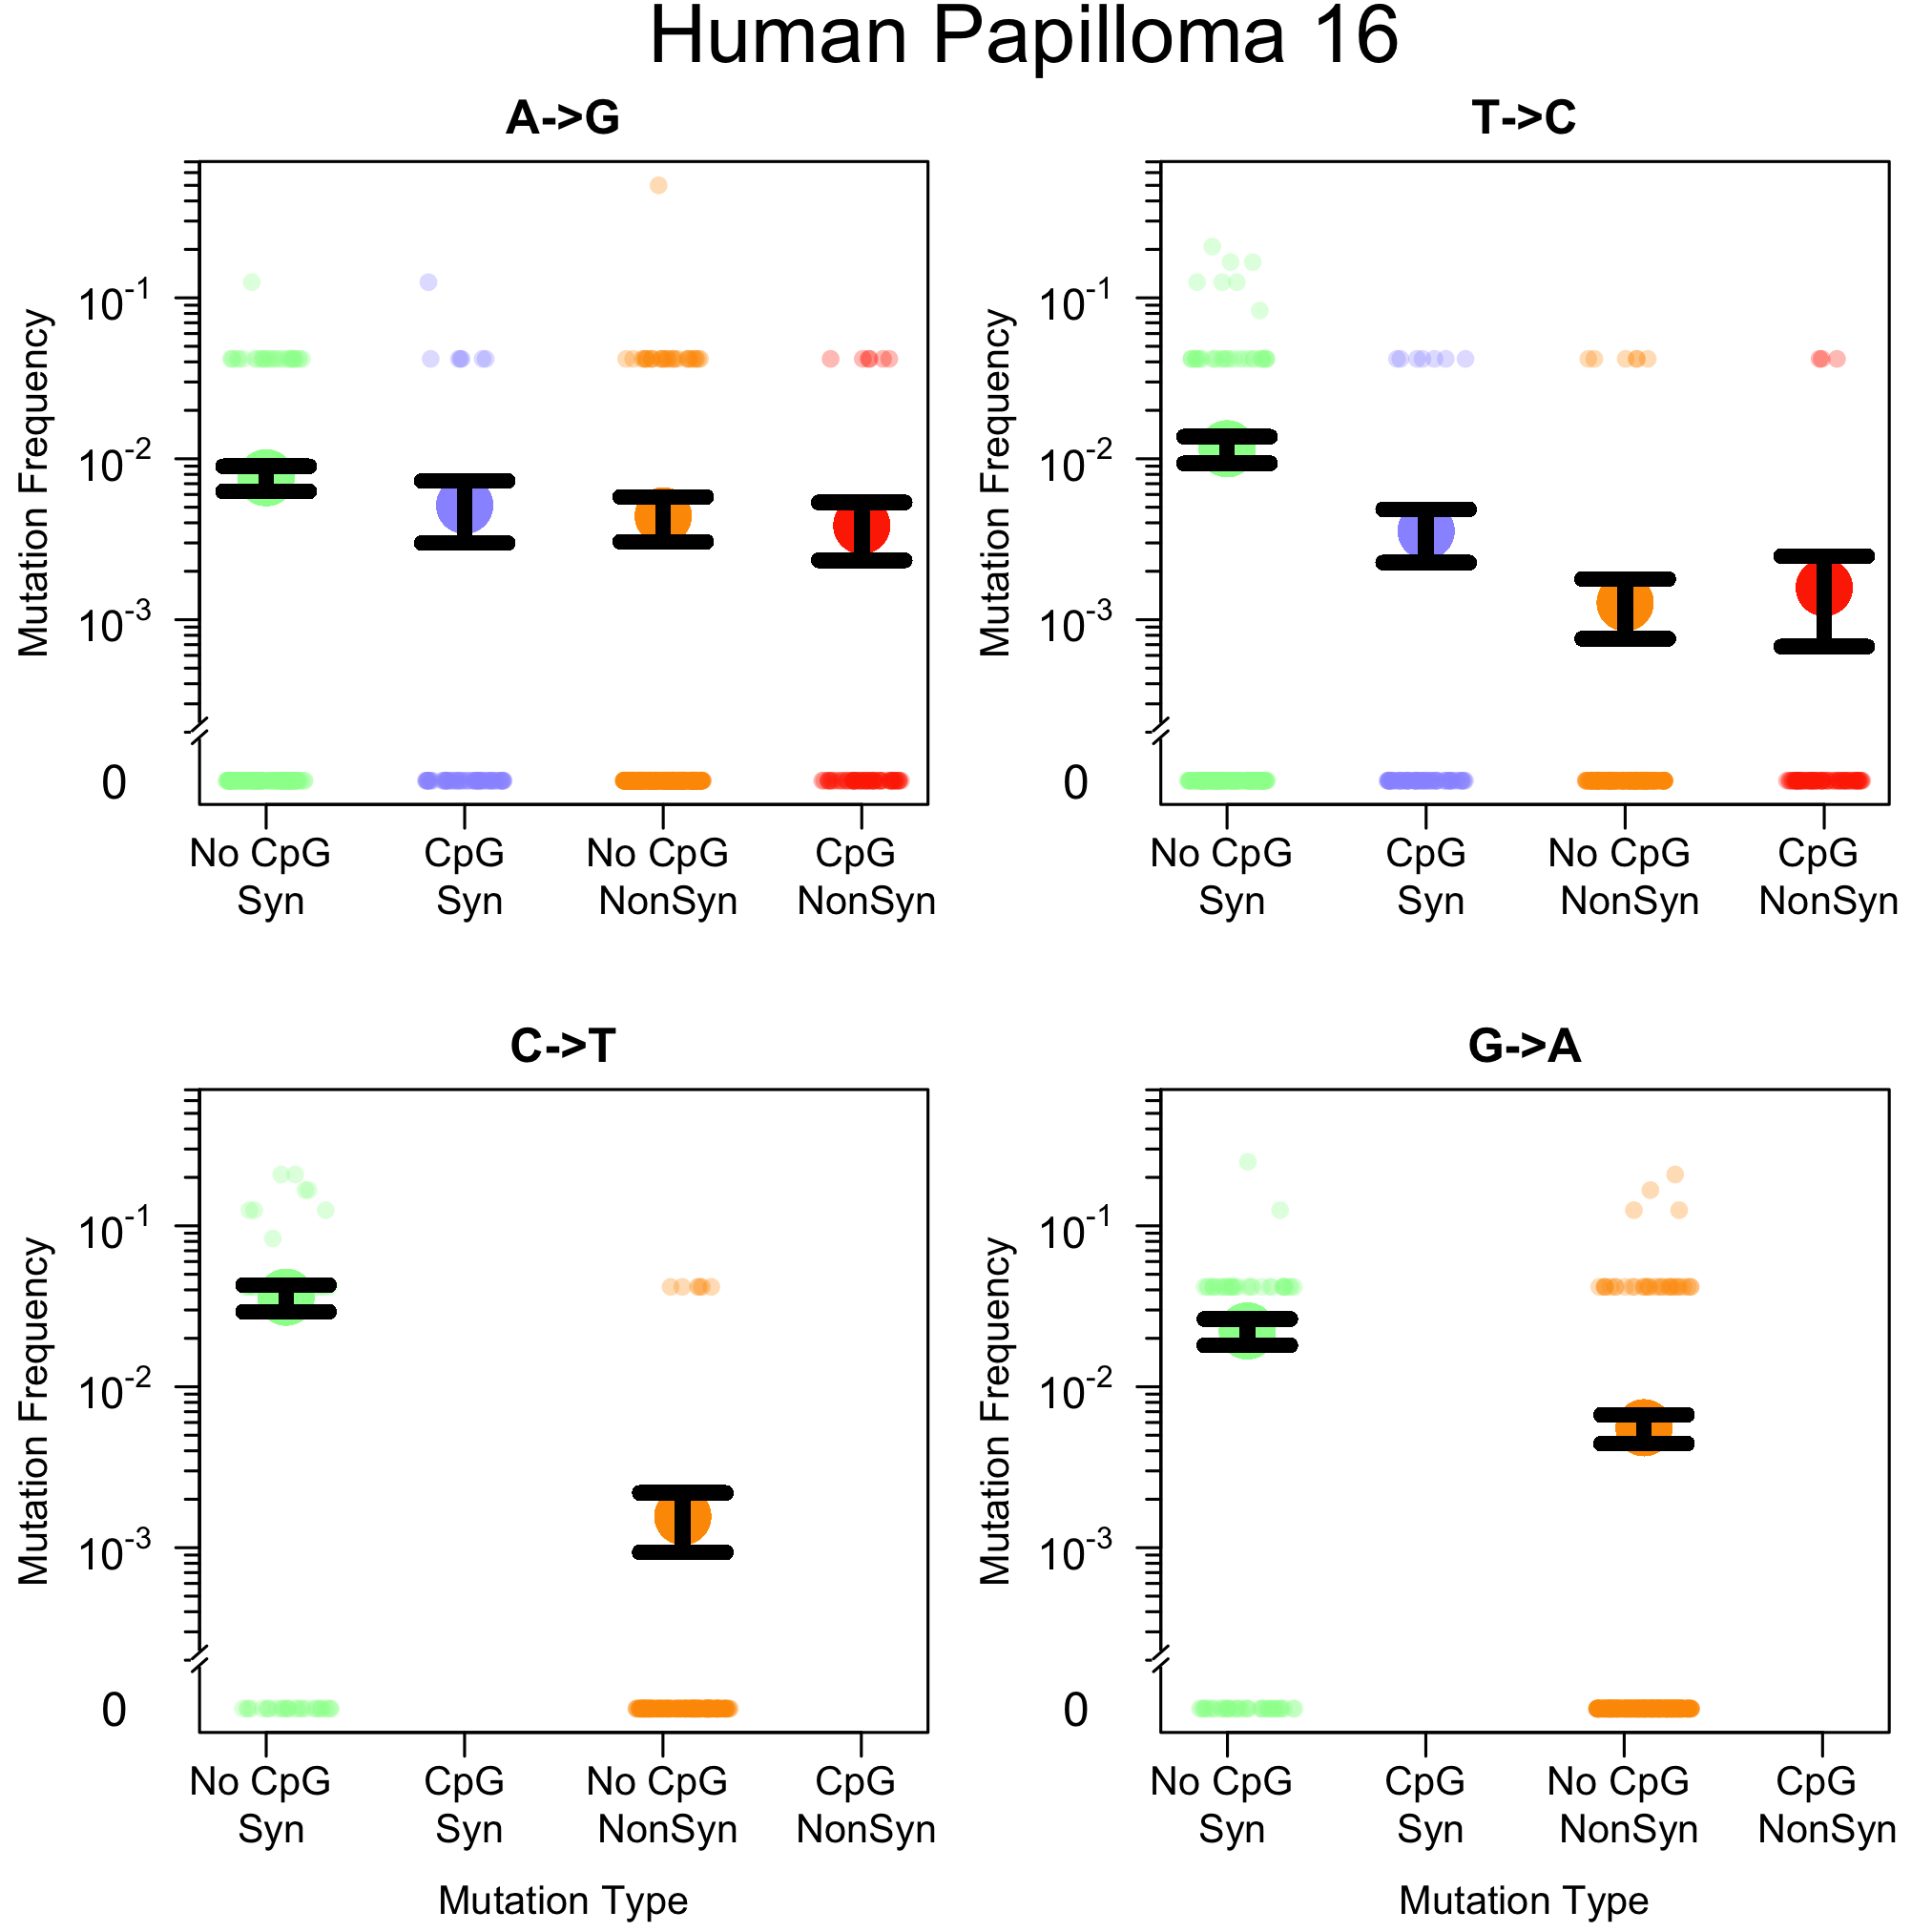 Human Papilloma 16
A->G
T->C
Mutation Frequency
10-1
10-2
10-3
0
No CpG CpG No CpG CpG
Syn Syn NonSyn NonSyn
Mutation Frequency
10-1
10-2
10-3
0
No CpG CpG No CpG CpG
Syn Syn NonSyn NonSyn
C->T
G->A
Mutation Frequency
10-1
10-2
10-3
0
No CpG CpG No CpG CpG
Syn Syn NonSyn NonSyn
Mutation Type
Mutation Frequency
10-1
10-2
10-3
0
No CpG CpG No CpG CpG
Syn Syn NonSyn NonSyn
Mutation Type